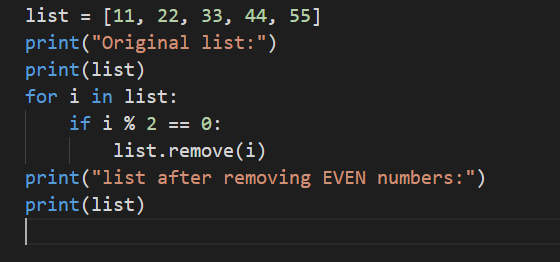 list = [11, 22, 33, 44, 55]
print("Original list:")
print(list)
for i in list:
    if i % 2 == 0:
        list.remove(i)
print("list after removing EVEN numbers:")
print(list)